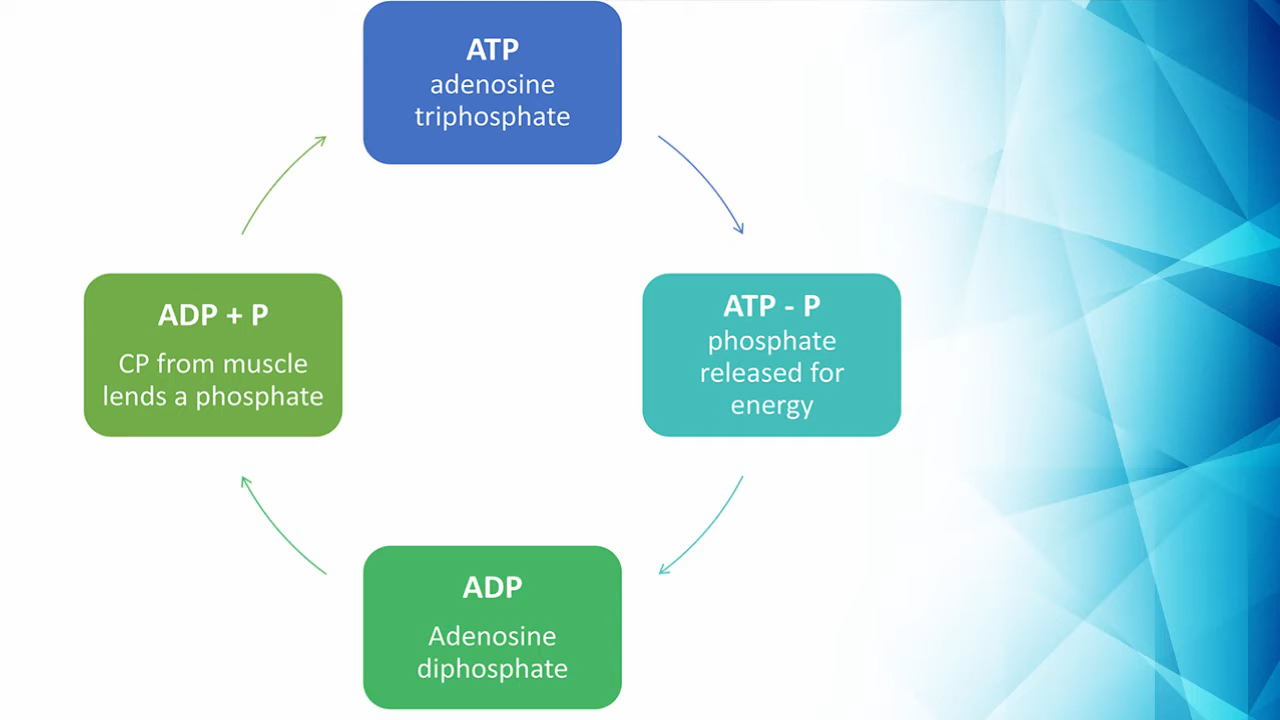 ATP
adenosine
triphosphate
ATP - P
phosphate
released for
energy
ADP
Adenosine
diphosphate
ADP + P
CP from muscle
lends a phosphate